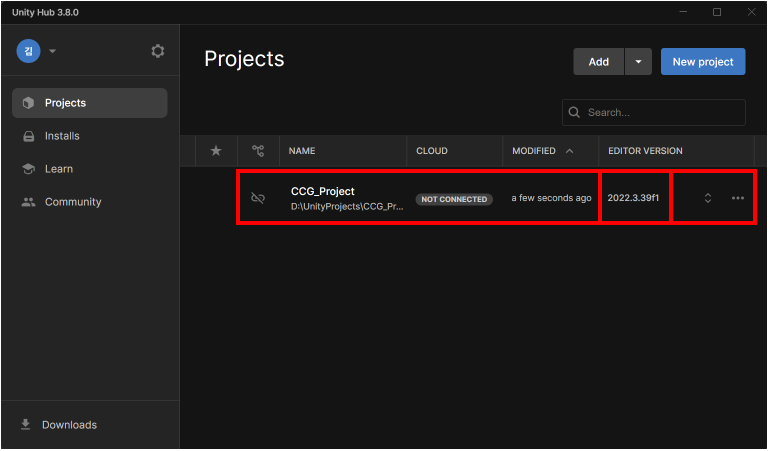 Unity Hub 3.8.0
김
Projects
Installs
Learn
Community
Downloads
Projects
Add
New project
Search...
NAME
CLOUD
MODIFIED
EDITOR VERSION
CCG_Project
D:\UnityProjects\CCG_Pr...
NOT CONNECTED
a few seconds ago
2022.3.39f1